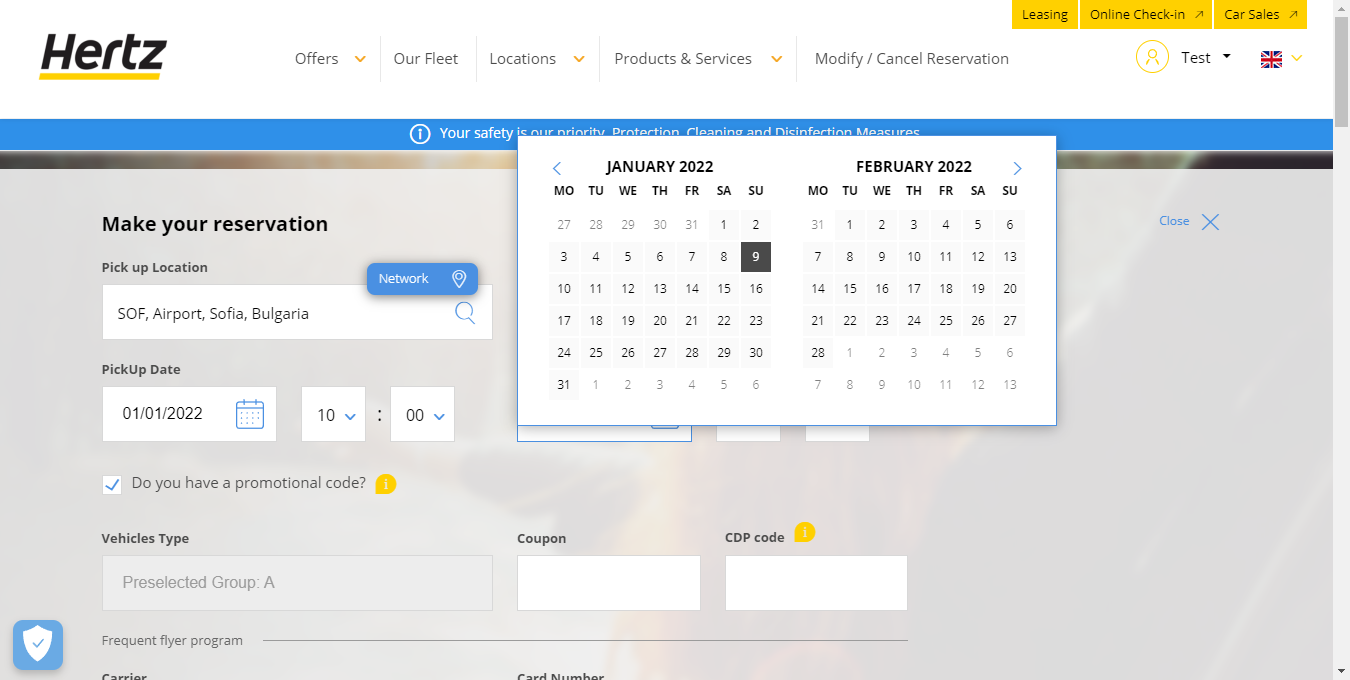 Leasing
Online Check-in
Car Sales
Hertz
Offers
Our Fleet
Locations
Products & Services
Modify / Cancel Reservation
Test
Your safety is our priority. Protection, Cleaning and Disinfection Measures
JANUARY 2022
MO TU WE TH FR SA SU
27 28 29 30 31 1 2
3 4 5 6 7 8 9
10 11 12 13 14 15 16
17 18 19 20 21 22 23
24 25 26 27 28 29 30
31 1 2 3 4 5 6
FEBRUARY 2022
MO TU WE TH FR SA SU
31 1 2 3 4 5 6
7 8 9 10 11 12 13
14 15 16 17 18 19 20
21 22 23 24 25 26 27
28 1 2 3 4 5 6
7 8 9 10 11 12 13
Make your reservation
Close
Pick up Location
Network
SOF, Airport, Sofia, Bulgaria
PickUp Date
01/01/2022
10 : 00
Do you have a promotional code?
i
Vehicles Type
Coupon
CDP code
i
Preselected Group: A
Frequent flyer program
Carrier
Card Number